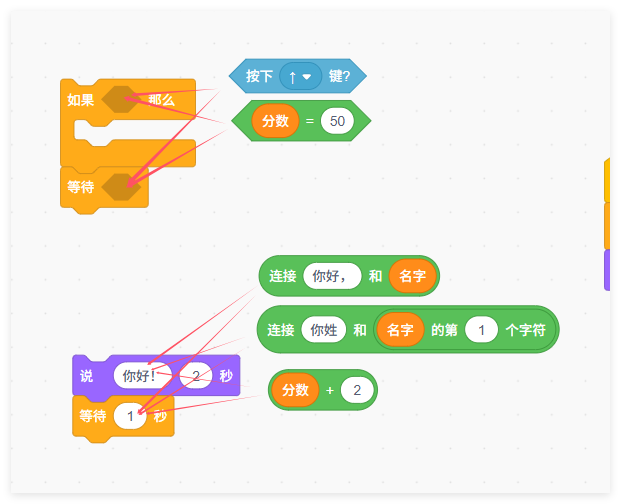 如果 那么
按下 ↑ 键?
分数 = 50
等待
连接 你好， 和 名字
连接 你姓 和 名字 的第 1 个字符
说 你好! 2 秒
等待 1 秒
分数 + 2